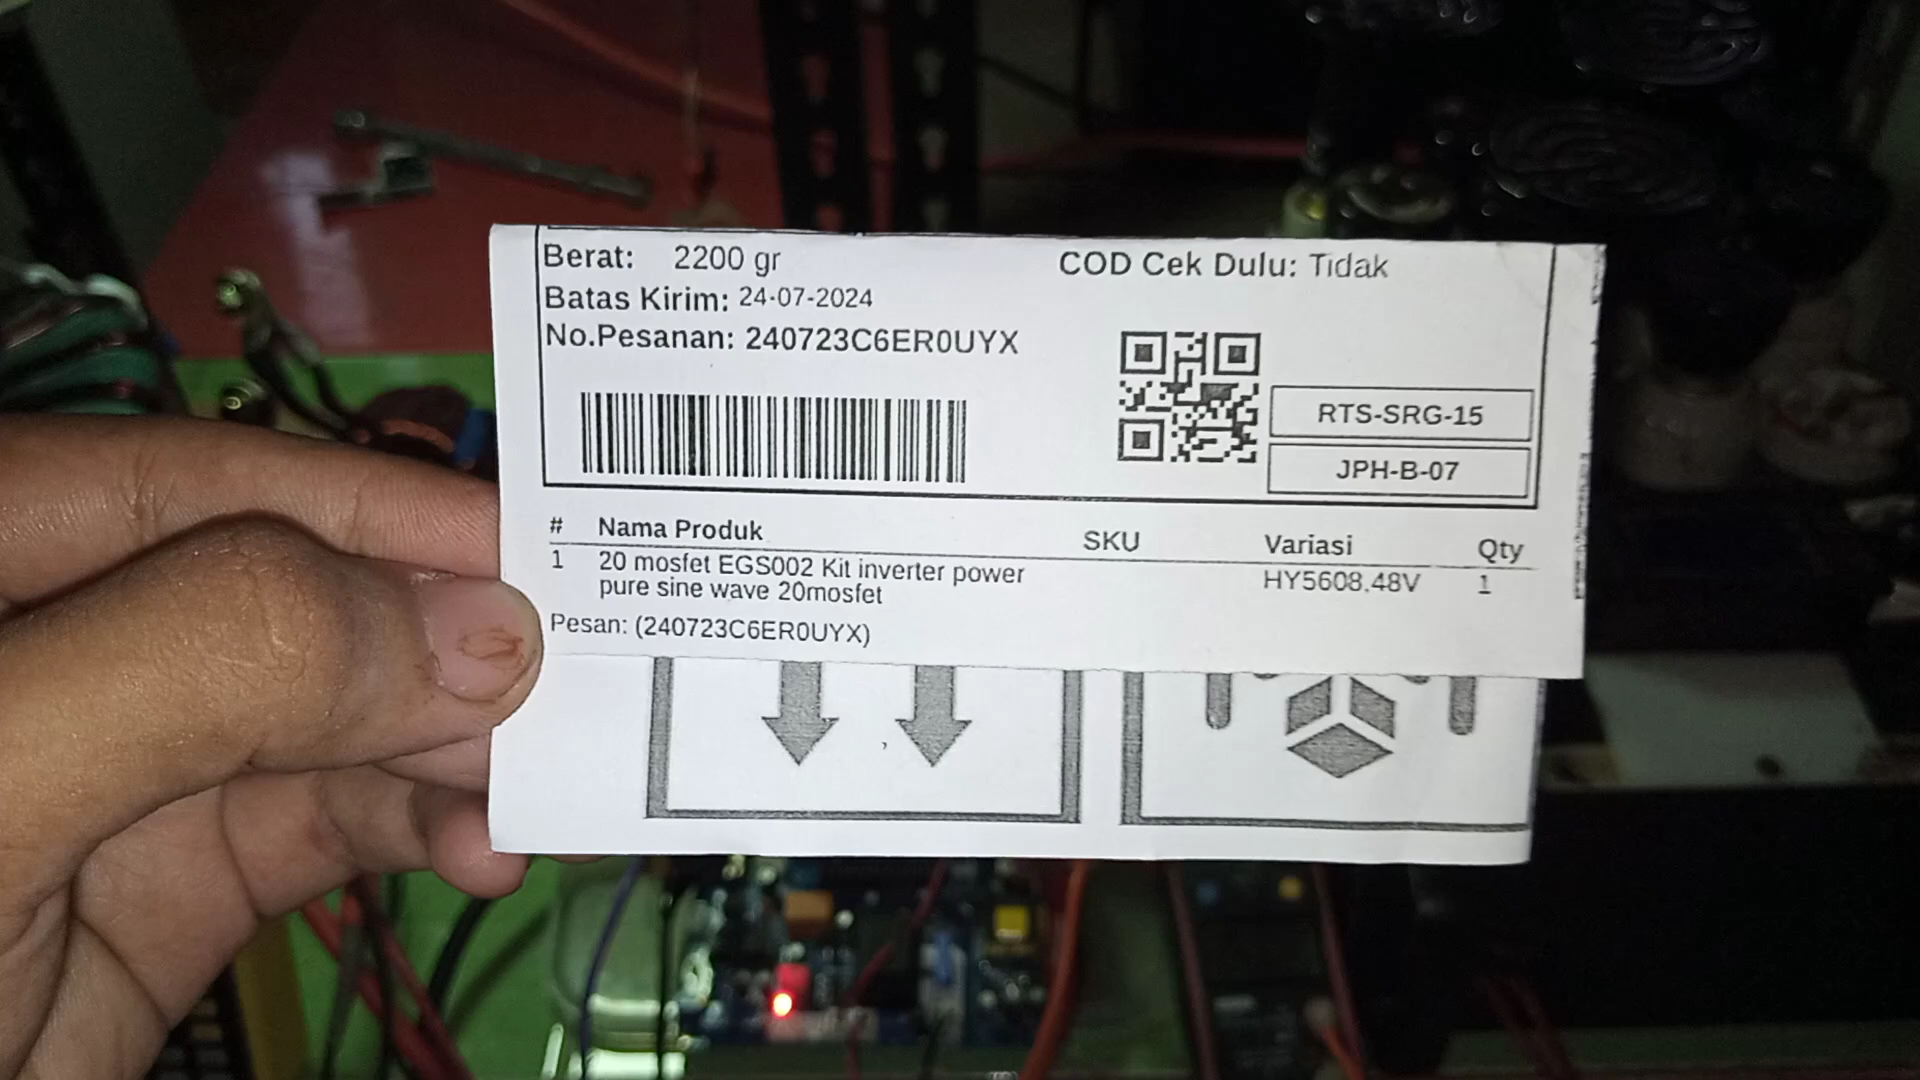 Berat: 2200 gr COD Cek Dulu: Tidak
Batas Kirim: 24-07-2024
No.Pesanan: 240723C6ER0UYX
RTS-SRG-15
JPH-B-07
# Nama Produk SKU Variasi Qty
1 20 mosfet EGS002 Kit inverter power HY5608,48V 1
pure sine wave 20mosfet
Pesan: (240723C6ER0UYX)